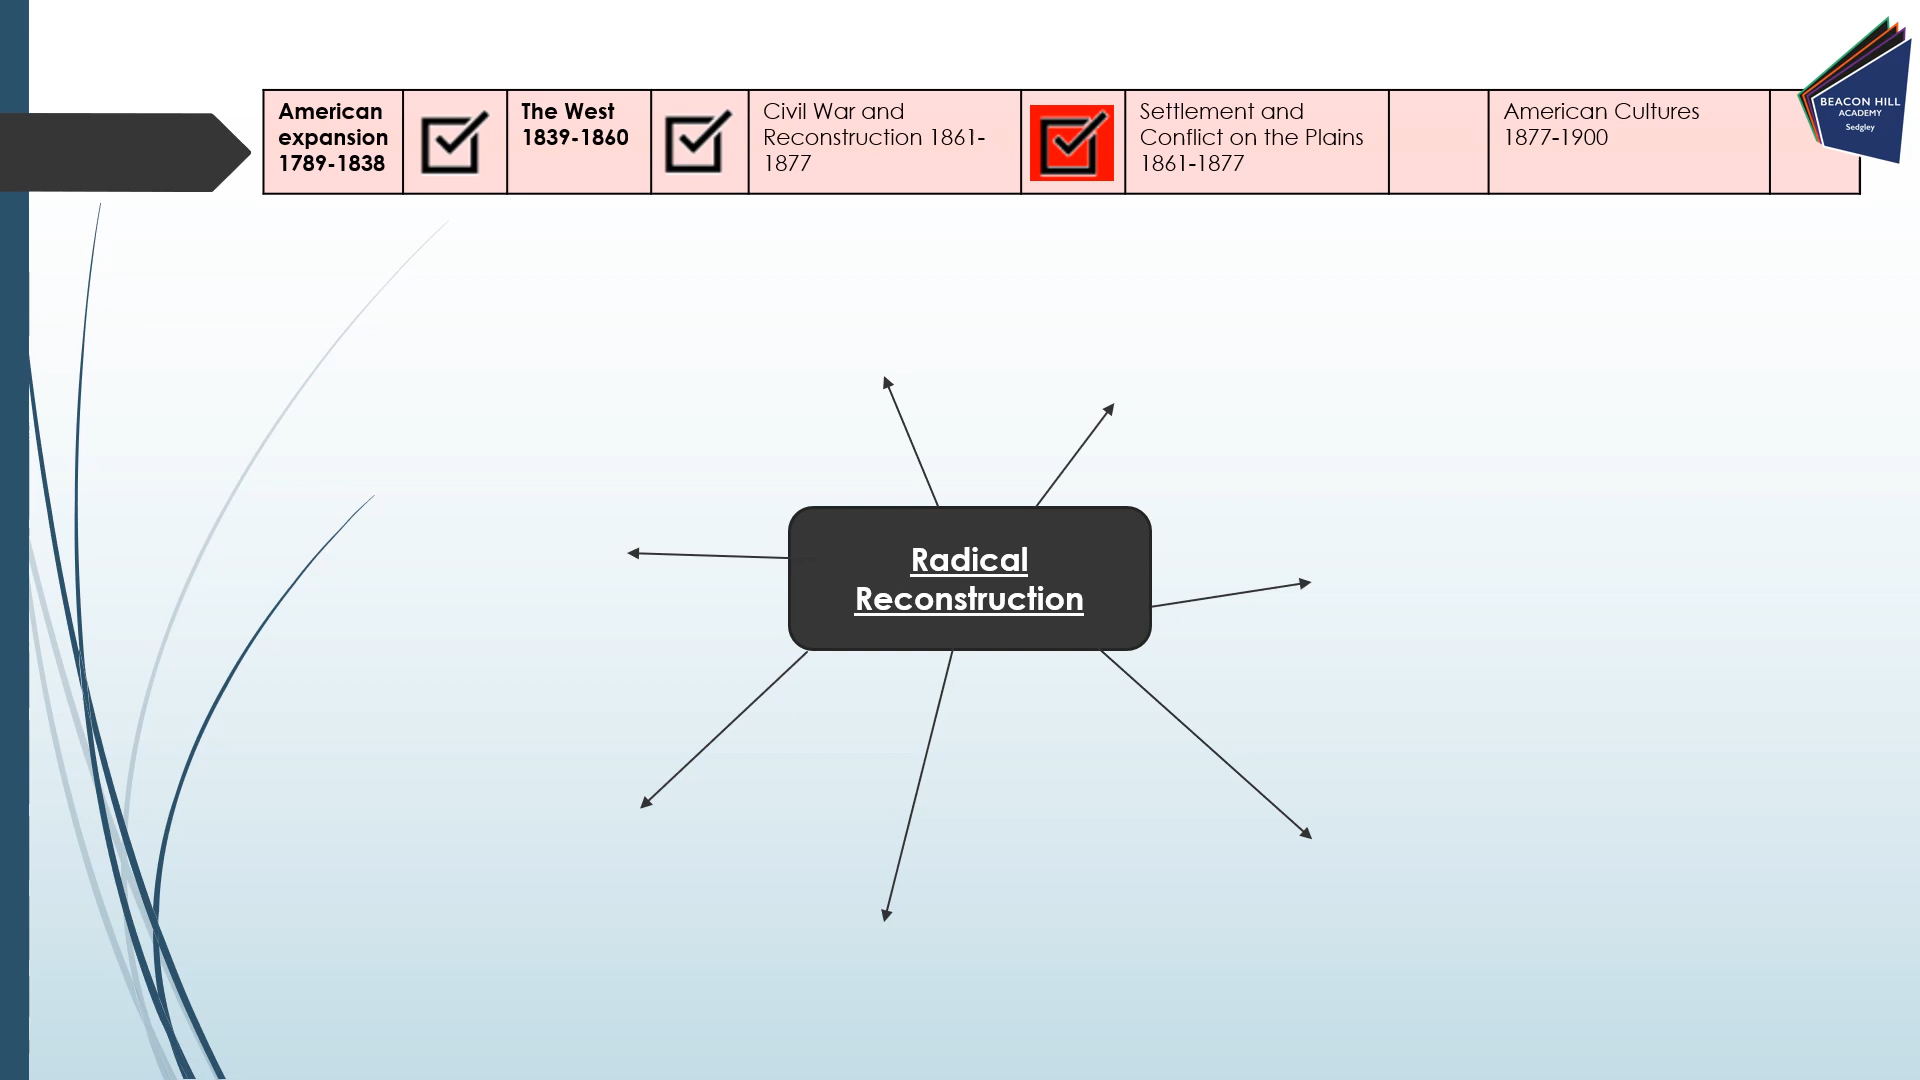 American
expansion
1789-1838
The West
1839-1860
Civil War and
Reconstruction 1861-
1877
Settlement and
Conflict on the Plains
1861-1877
American Cultures
1877-1900
BEACON HILL
ACADEMY
Sedgley
Radical
Reconstruction